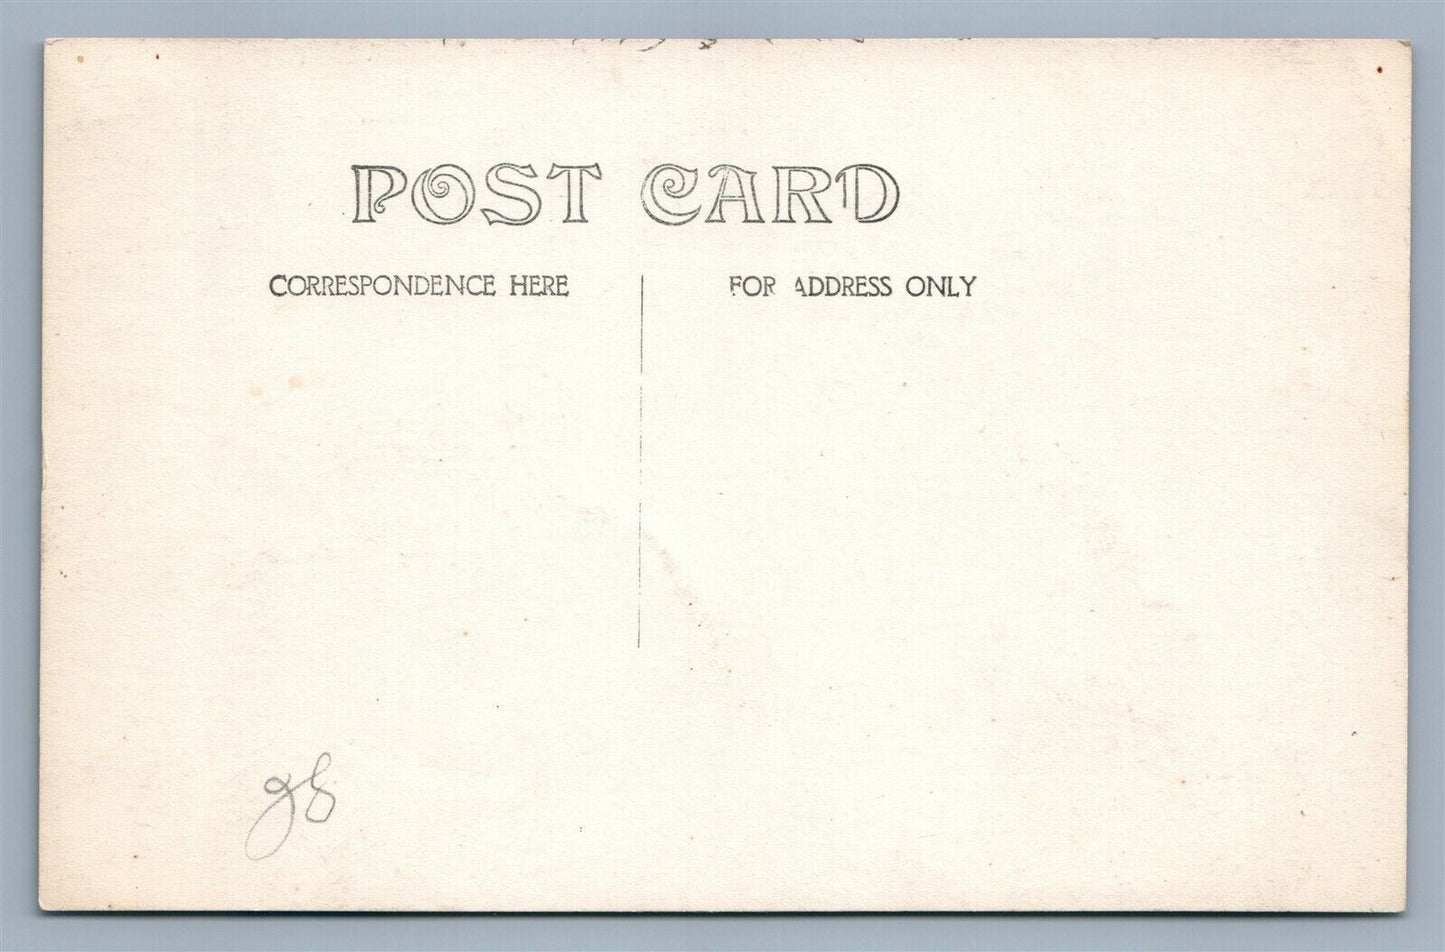 POST CARD
CORRESPONDENCE HERE
FOR ADDRESS ONLY